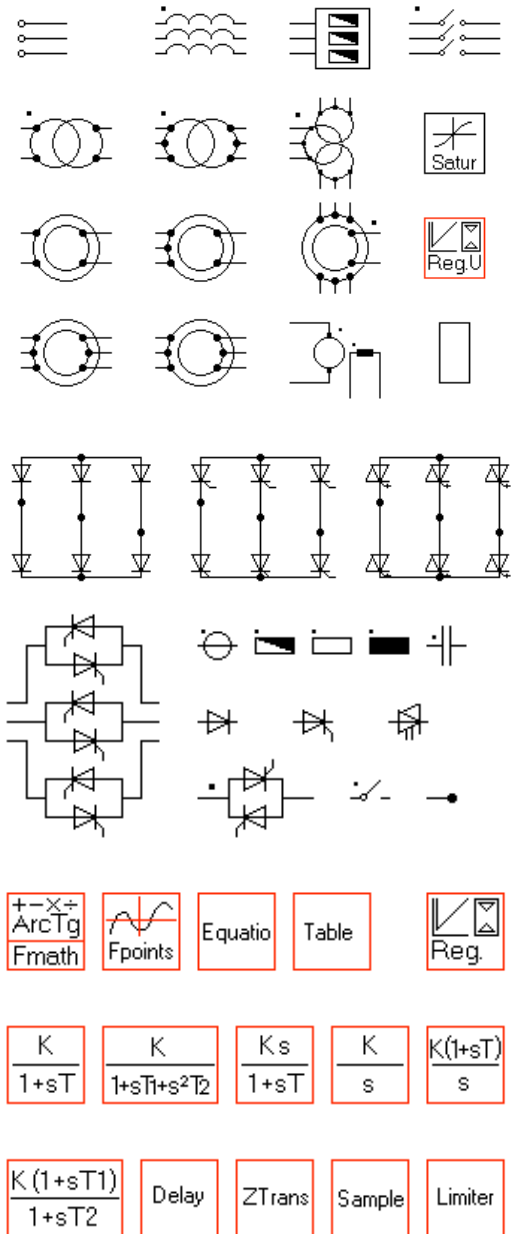 Satur
Reg.U
+-×÷
ArcTg
Fmath
Fpoints
Equatio
Table
Reg.
K
1+sT
K
1+sT1+s²T2
Ks
1+sT
K
s
K(1+sT)
s
K(1+sT1)
1+sT2
Delay
ZTrans
Sample
Limiter